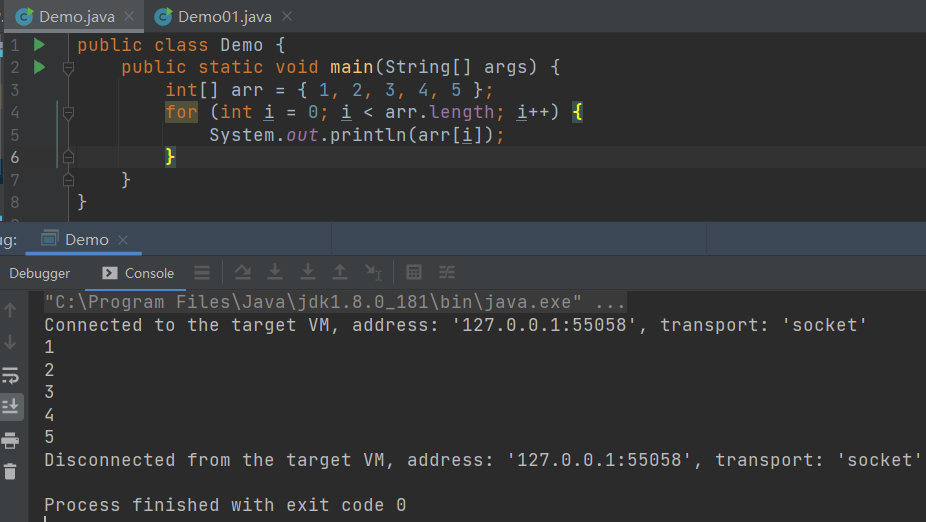 Demo.java Demo01.java
1 public class Demo {
2 public static void main(String[] args) {
3 int[] arr = { 1, 2, 3, 4, 5 };
4 for (int i = 0; i < arr.length; i++) {
5 System.out.println(arr[i]);
6 }
7 }
8 }
ug: Demo
Debugger Console
"C:\Program Files\Java\jdk1.8.0_181\bin\java.exe" ...
Connected to the target VM, address: '127.0.0.1:55058', transport: 'socket'
1
2
3
4
5
Disconnected from the target VM, address: '127.0.0.1:55058', transport: 'socket'
Process finished with exit code 0